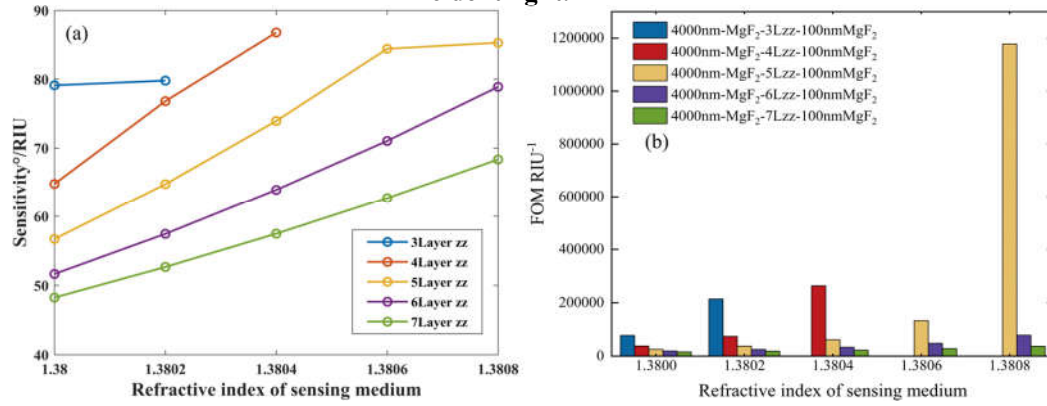 (a)
Sensitivity°/RIU
90
80
70
60
50
40
3Layer zz
4Layer zz
5Layer zz
6Layer zz
7Layer zz
1.38 1.3802 1.3804 1.3806 1.3808
Refractive index of sensing medium
4000nm-MgF₂-3Lzz-100nmMgF₂
4000nm-MgF₂-4Lzz-100nmMgF₂
4000nm-MgF₂-5Lzz-100nmMgF₂
4000nm-MgF₂-6Lzz-100nmMgF₂
4000nm-MgF₂-7Lzz-100nmMgF₂
(b)
FOM RIU⁻¹
1200000
1000000
800000
600000
400000
200000
0
1.3800 1.3802 1.3804 1.3806 1.3808
Refractive index of sensing medium